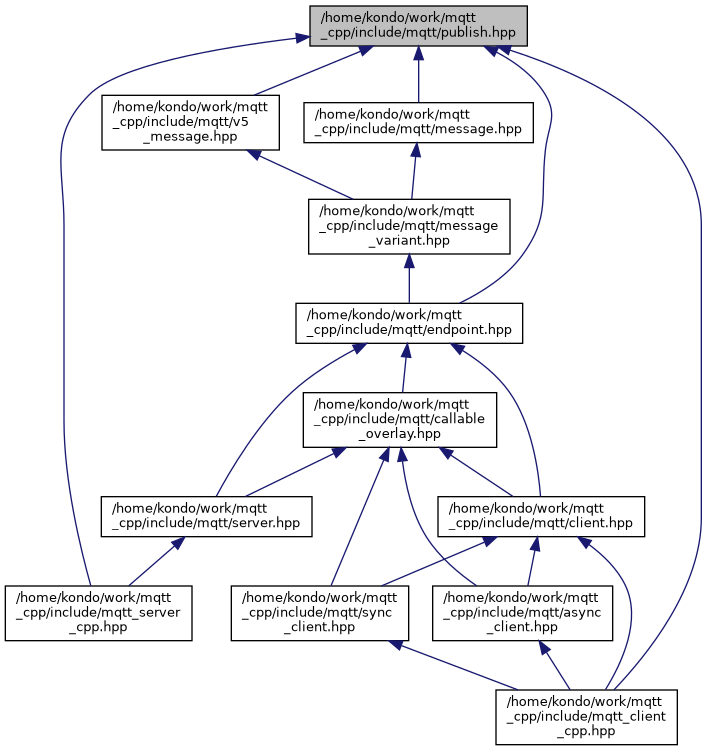 /home/kondo/work/mqtt
_cpp/include/mqtt/publish.hpp
/home/kondo/work/mqtt
_cpp/include/mqtt/v5
_message.hpp
/home/kondo/work/mqtt
_cpp/include/mqtt/message.hpp
/home/kondo/work/mqtt
_cpp/include/mqtt/message
_variant.hpp
/home/kondo/work/mqtt
_cpp/include/mqtt/endpoint.hpp
/home/kondo/work/mqtt
_cpp/include/mqtt/callable
_overlay.hpp
/home/kondo/work/mqtt
_cpp/include/mqtt/server.hpp
/home/kondo/work/mqtt
_cpp/include/mqtt/client.hpp
/home/kondo/work/mqtt
_cpp/include/mqtt_server
_cpp.hpp
/home/kondo/work/mqtt
_cpp/include/mqtt/sync
_client.hpp
/home/kondo/work/mqtt
_cpp/include/mqtt/async
_client.hpp
/home/kondo/work/mqtt
_cpp/include/mqtt_client
_cpp.hpp